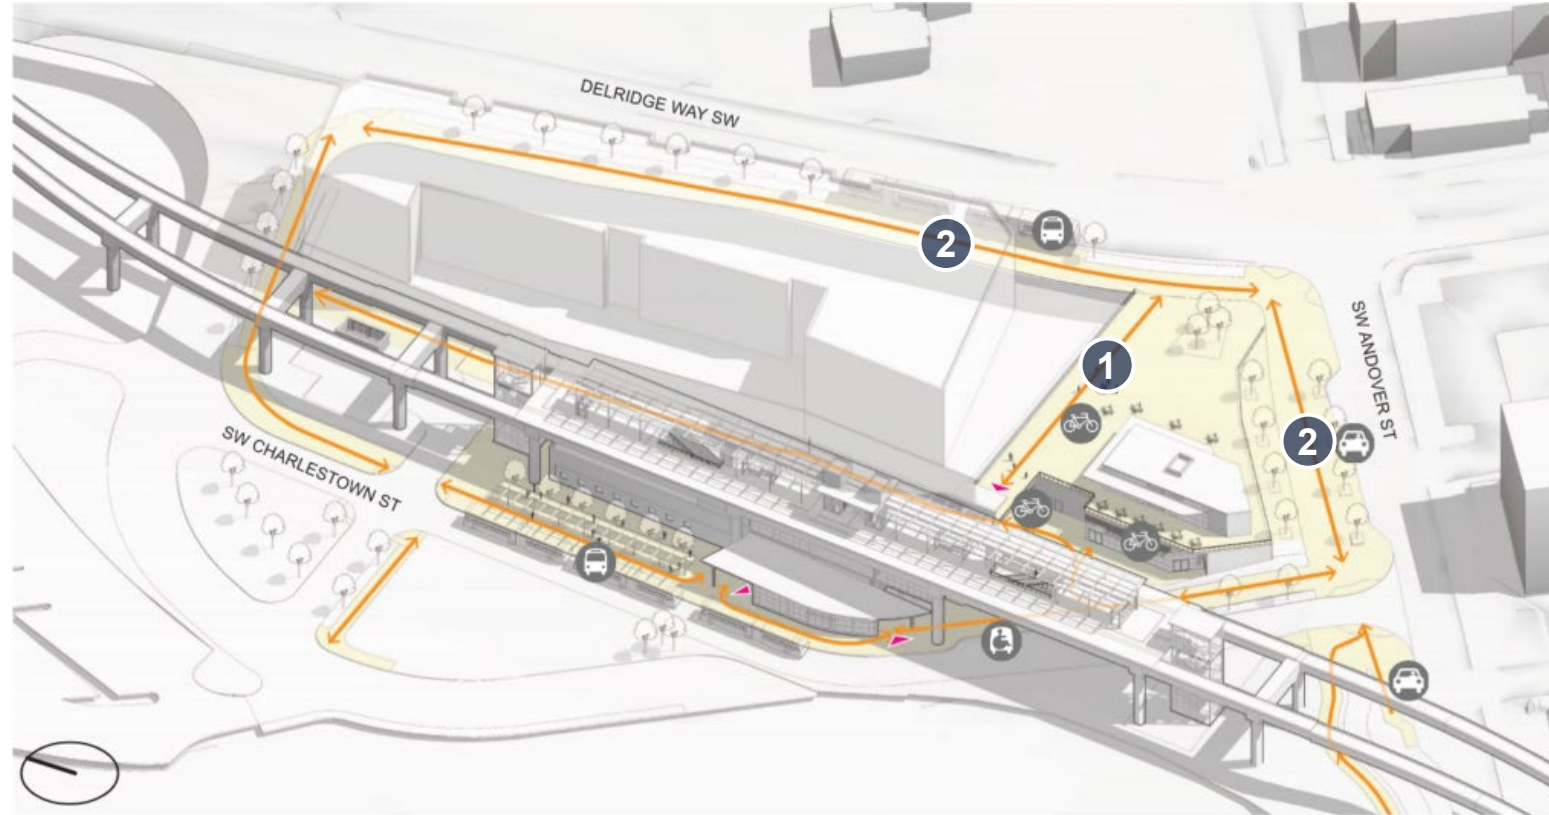 DELRIDGE WAY SW
2
SW ANDOVER ST
1
2
SW CHARLESTOWN ST